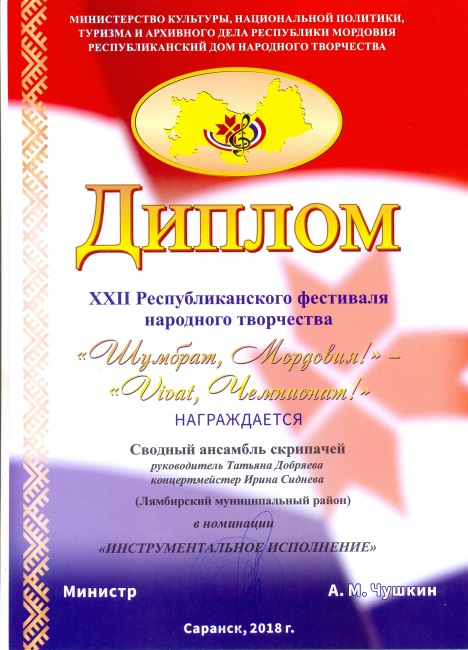 МИНИСТЕРСТВО КУЛЬТУРЫ, НАЦИОНАЛЬНОЙ ПОЛИТИКИ,
ТУРИЗМА И АРХИВНОГО ДЕЛА РЕСПУБЛИКИ МОРДОВИЯ
РЕСПУБЛИКАНСКИЙ ДОМ НАРОДНОГО ТВОРЧЕСТВА
ДИПЛОМ
XXII Республиканского фестиваля
народного творчества
«Шумбрат, Мордовия!» –
«Vivat, Чемпионат!»
НАГРАЖДАЕТСЯ
Сводный ансамбль скрипачей
руководитель Татьяна Добряева
концертмейстер Ирина Сиднева
(Лямбирский муниципальный район)
в номинации
«ИНСТРУМЕНТАЛЬНОЕ ИСПОЛНЕНИЕ»
Министр А. М. Чушкин
Саранск, 2018 г.